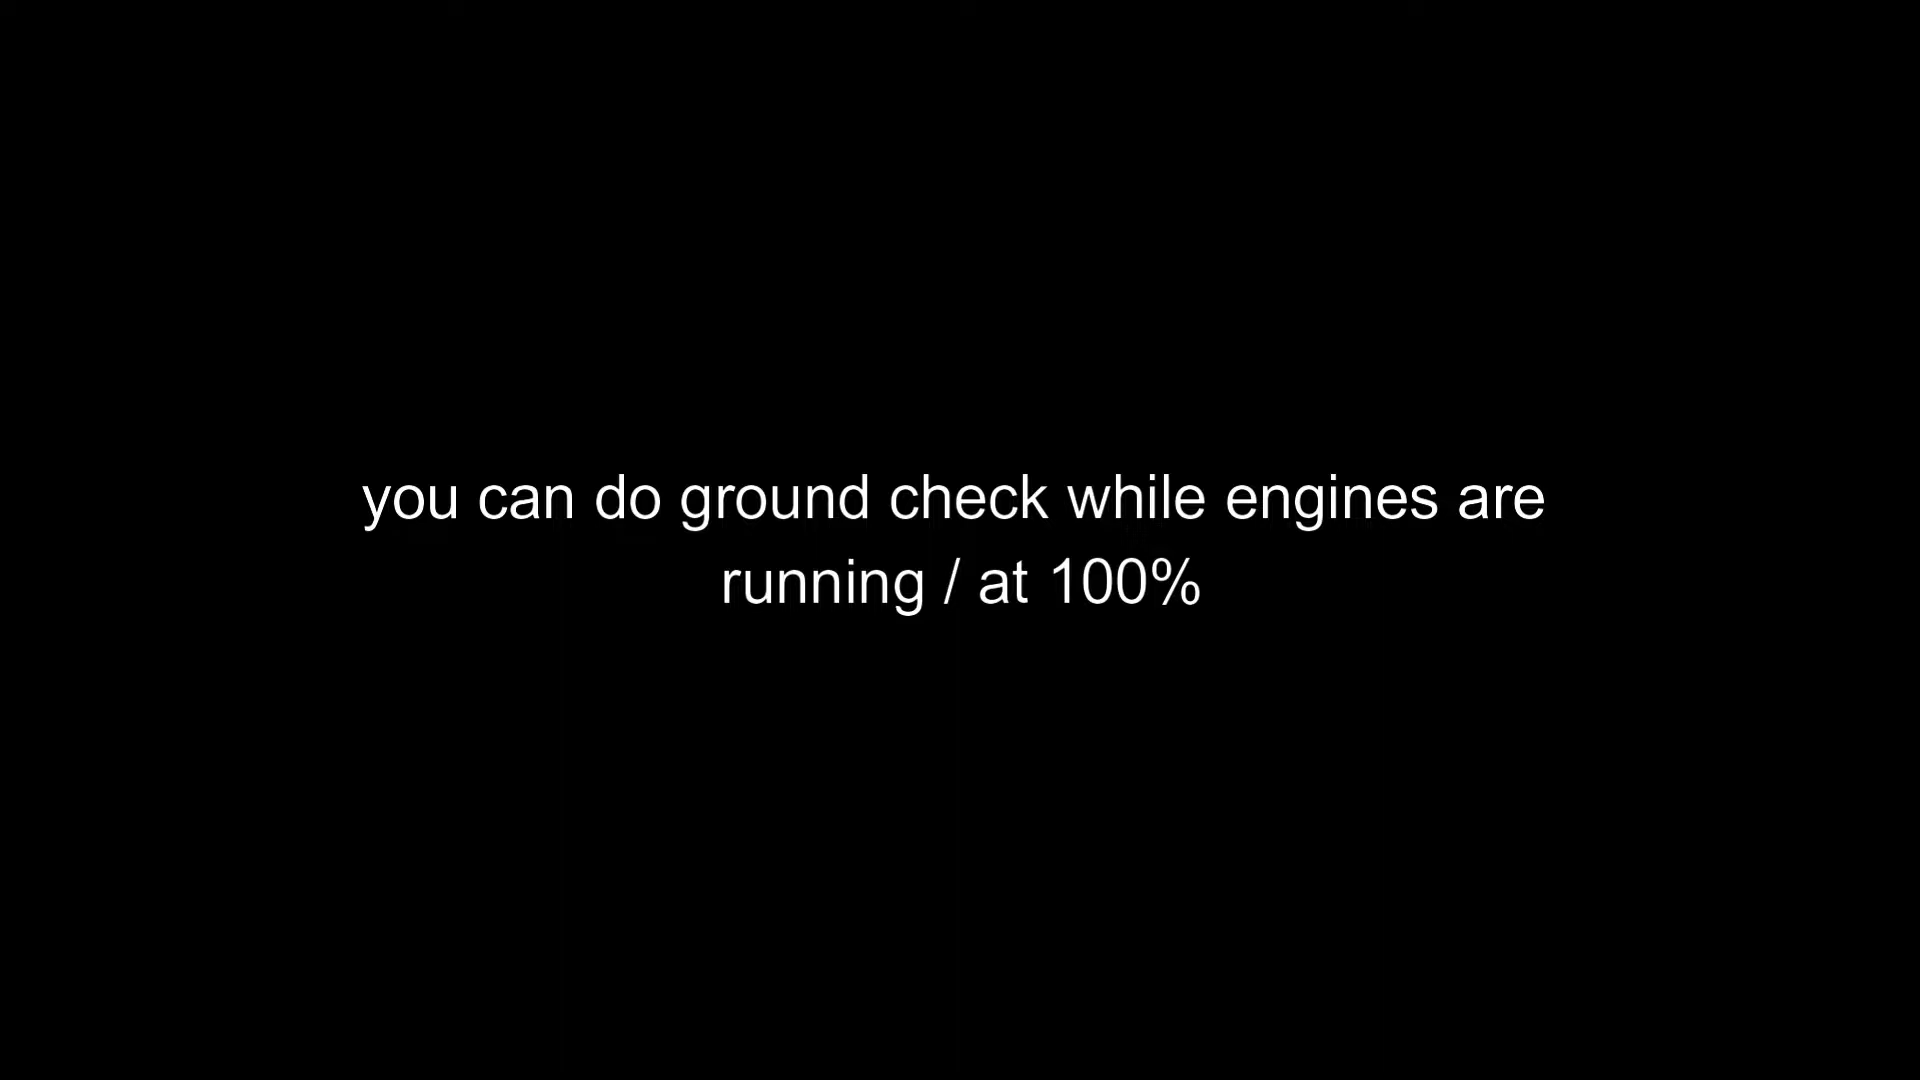 you can do ground check while engines are
running / at 100%